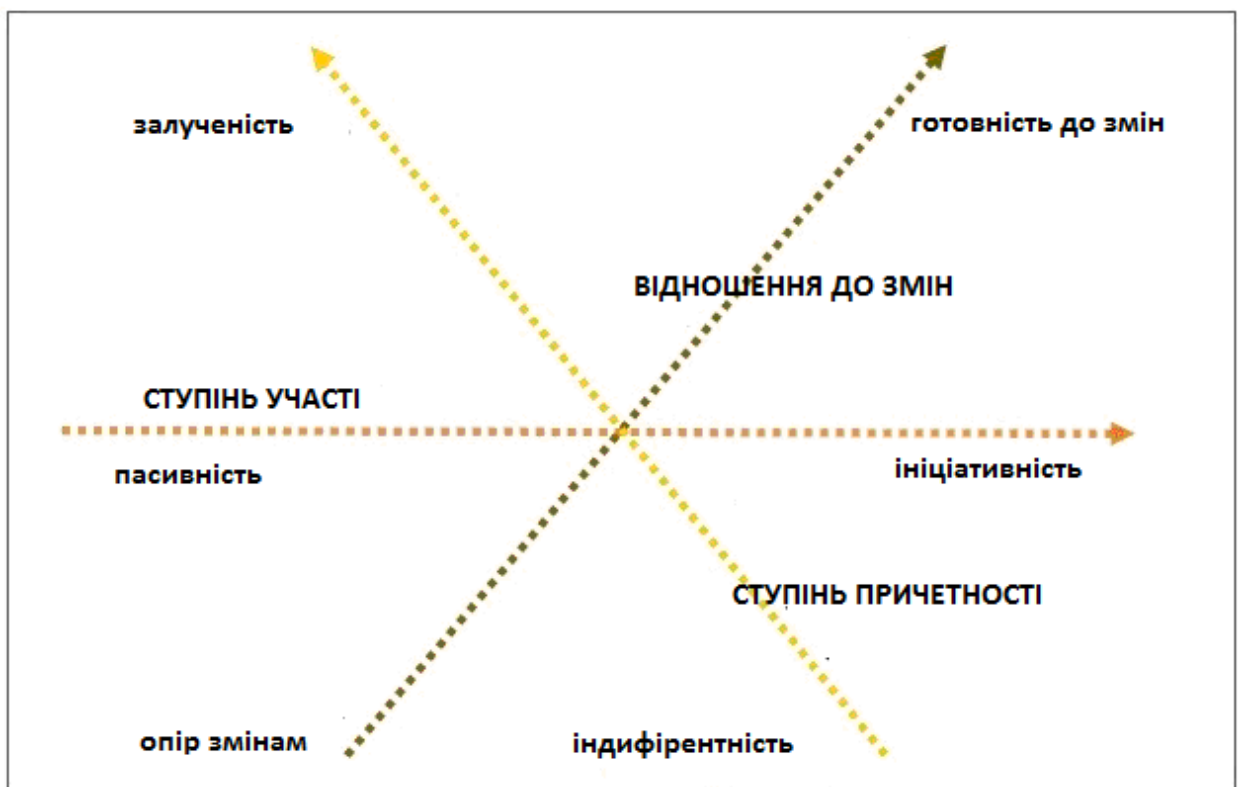 залученість
готовність до змін
ВІДНОШЕННЯ ДО ЗМІН
СТУПІНЬ УЧАСТІ
пасивність
ініціативність
СТУПІНЬ ПРИЧЕТНОСТІ
опір змінам
індифірентність